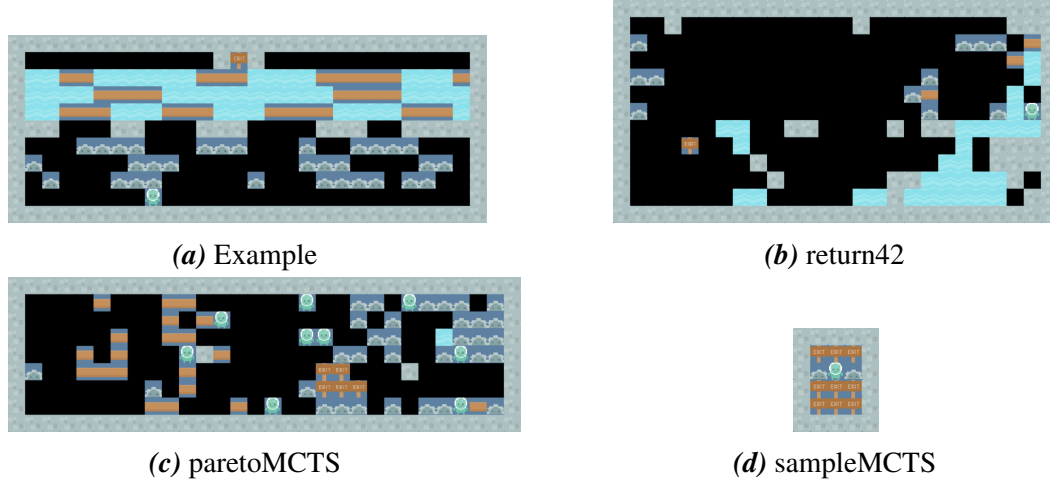 EXIT
(a) Example
EXIT
(b) return42
EXIT EXIT
EXIT EXIT EXIT
(c) paretoMCTS
EXIT EXIT EXIT
EXIT EXIT EXIT
EXIT EXIT EXIT
(d) sampleMCTS